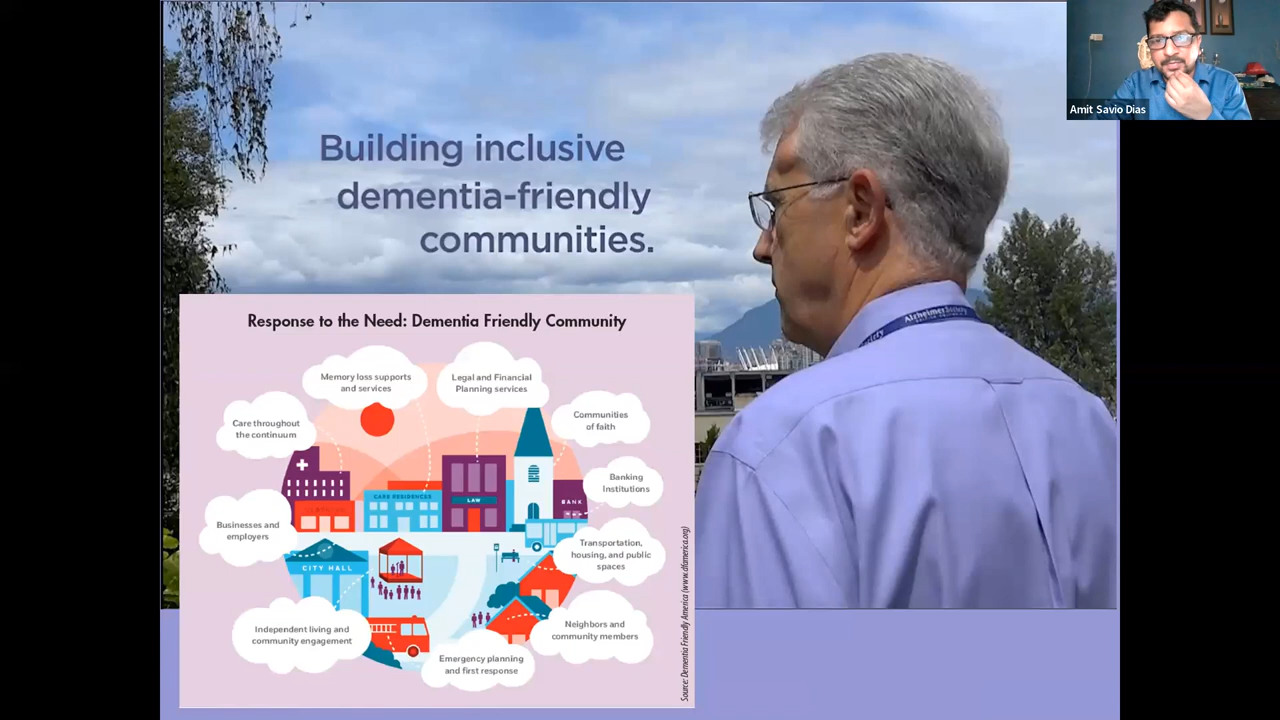 Building inclusive
dementia-friendly
communities.
Amit Savio Dias
Alzheimer Society
Response to the Need: Dementia Friendly Community
Memory loss supports
and services
Legal and Financial
Planning services
Care throughout
the continuum
Communities
of faith
Banking
Institutions
Businesses and
employers
Transportation,
housing, and public
spaces
Independent living and
community engagement
Neighbors and
community members
Emergency planning
and first response
CARE RESIDENCES
LAW
BANK
CITY HALL
Source: Dementia Friendly America (www.dfamerica.org)